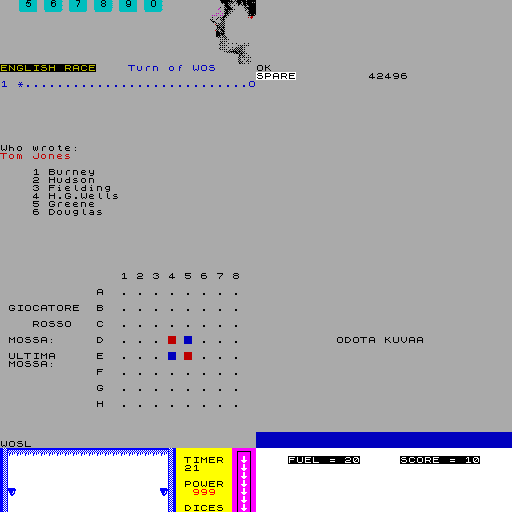 5 6 7 8 9 0
ENGLISH RACE Turn of WOS
1 *...................................O
Who wrote:
Tom Jones
1 Burney
2 Hudson
3 Fielding
4 H.G.Wells
5 Greene
6 Douglas
OK
SPARE 42496
1 2 3 4 5 6 7 8
A
GIOCATORE B
ROSSO C
MOSSA: D
ULTIMA E
MOSSA:
F
G
H
WOSL
ODOTA KUVAA
TIMER
21
POWER
999
DICES
FUEL = 20 SCORE = 10